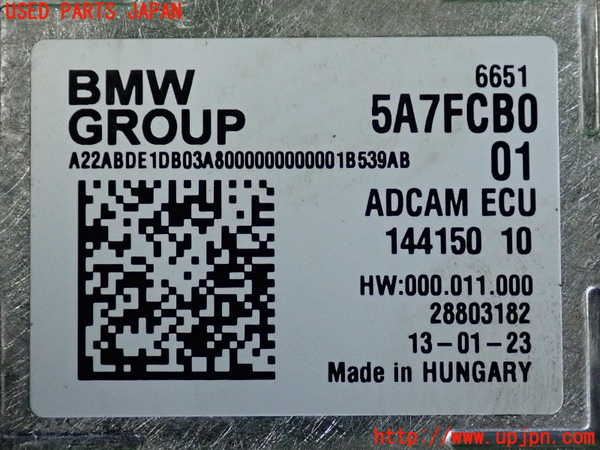 USED PARTS JAPAN
BMW
GROUP
A22ABDE1DB03A8000000000001B539AB
6651
5A7FCB0
01
ADCAM ECU
144150 10
HW:000.011.000
28803182
13-01-23
Made in HUNGARY
http://www.upjpn.com/